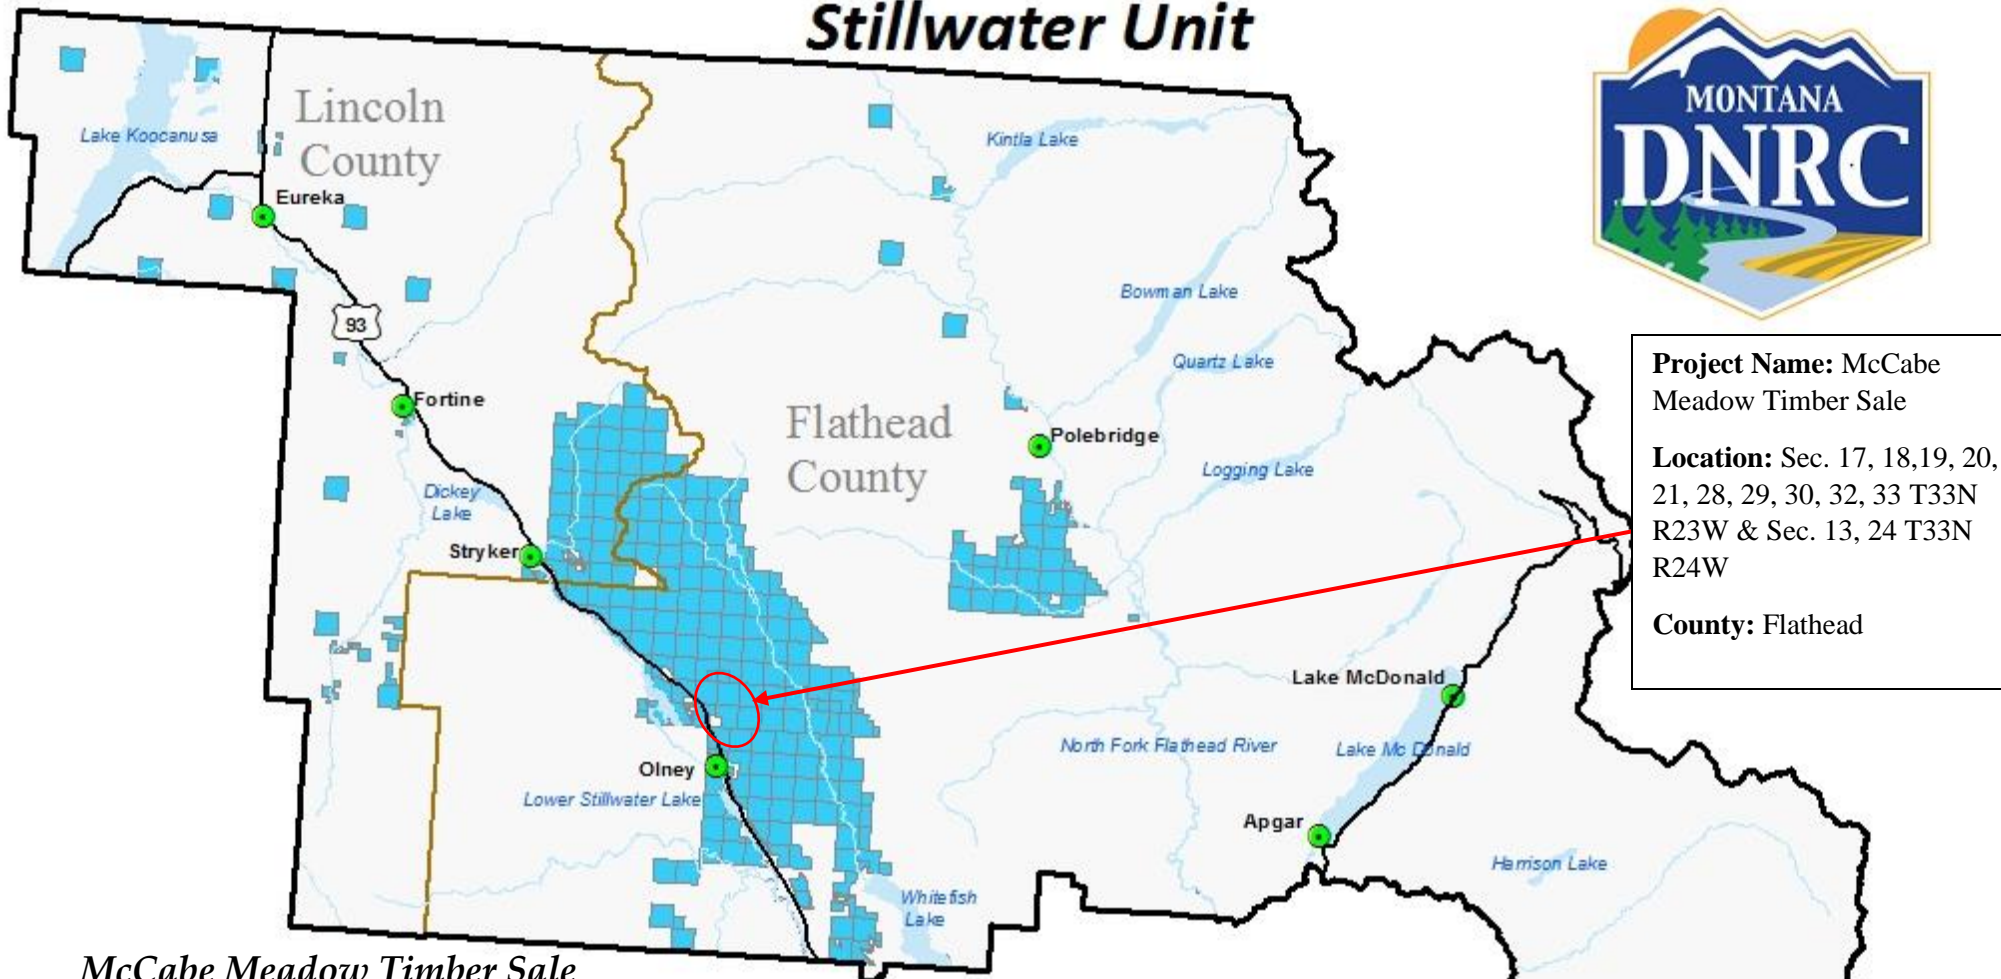 Stillwater Unit
MONTANA
DNRC
Lincoln
County
Lake Koocanusa
Eureka
Kintla Lake
Bowman Lake
93
Quartz Lake
Project Name: McCabe
Meadow Timber Sale
Location: Sec. 17, 18,19, 20,
21, 28, 29, 30, 32, 33 T33N
R23W & Sec. 13, 24 T33N
R24W
County: Flathead
Fortine
Flathead
County
Polebridge
Logging Lake
Dickey
Lake
Stryker
Lake McDonald
North Fork Flathead River
Lake Mc Donald
Olney
Lower Stillwater Lake
Apgar
Harrison Lake
Whitefish
Lake
McCabe Meadow Timber Sale